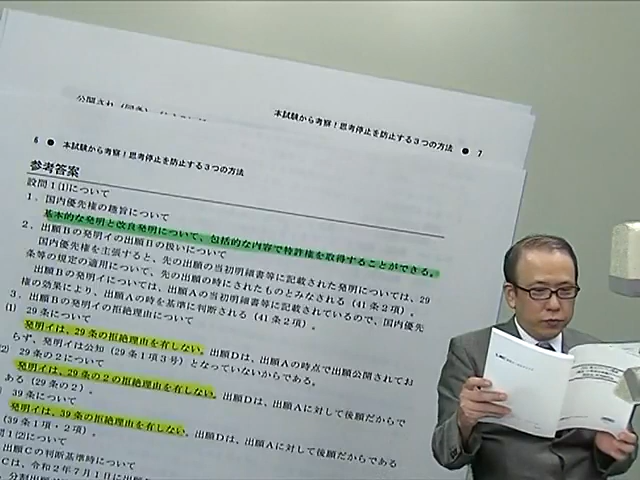 本試験から考察！思考停止を防止する３つの方法 ● 7
6 ● 本試験から考察！思考停止を防止する３つの方法
参考答案
設問１(1)について
１．国内優先権の趣旨について
基本的な発明と改良発明について、包括的な内容で特許権を取得することができる。
２．出願Ｂの発明イの出願日の扱いについて
国内優先権を主張すると、先の出願の当初明細書等に記載された発明については、29
条等の規定の適用について、先の出願の時にされたものとみなされる（41条２項）。
出願Ｂの発明イについては、出願Ａの当初明細書等に記載されているので、国内優先
権の効果により、出願Ａの時を基準に判断される（41条２項）。
３．出願Ｂの発明イの拒絶理由について
(1) 29条について
発明イは、29条の拒絶理由を有しない。出願Ｄは、出願Ａの時点で出願公開されてお
らず、発明イは公知（29条１項３号）となっていないからである。
(2) 29条の２について
発明イは、29条の２の拒絶理由を有しない。出願Ｄは、出願Ａに対して後願だからで
ある（29条の２）。
39条について
発明イは、39条の拒絶理由を有しない。出願Ｄは、出願Ａに対して後願だからである
(39条１項・２項）。
問１(2)について
出願Ｃの判断基準時について
Ｃは、令和２年７月１日に出願